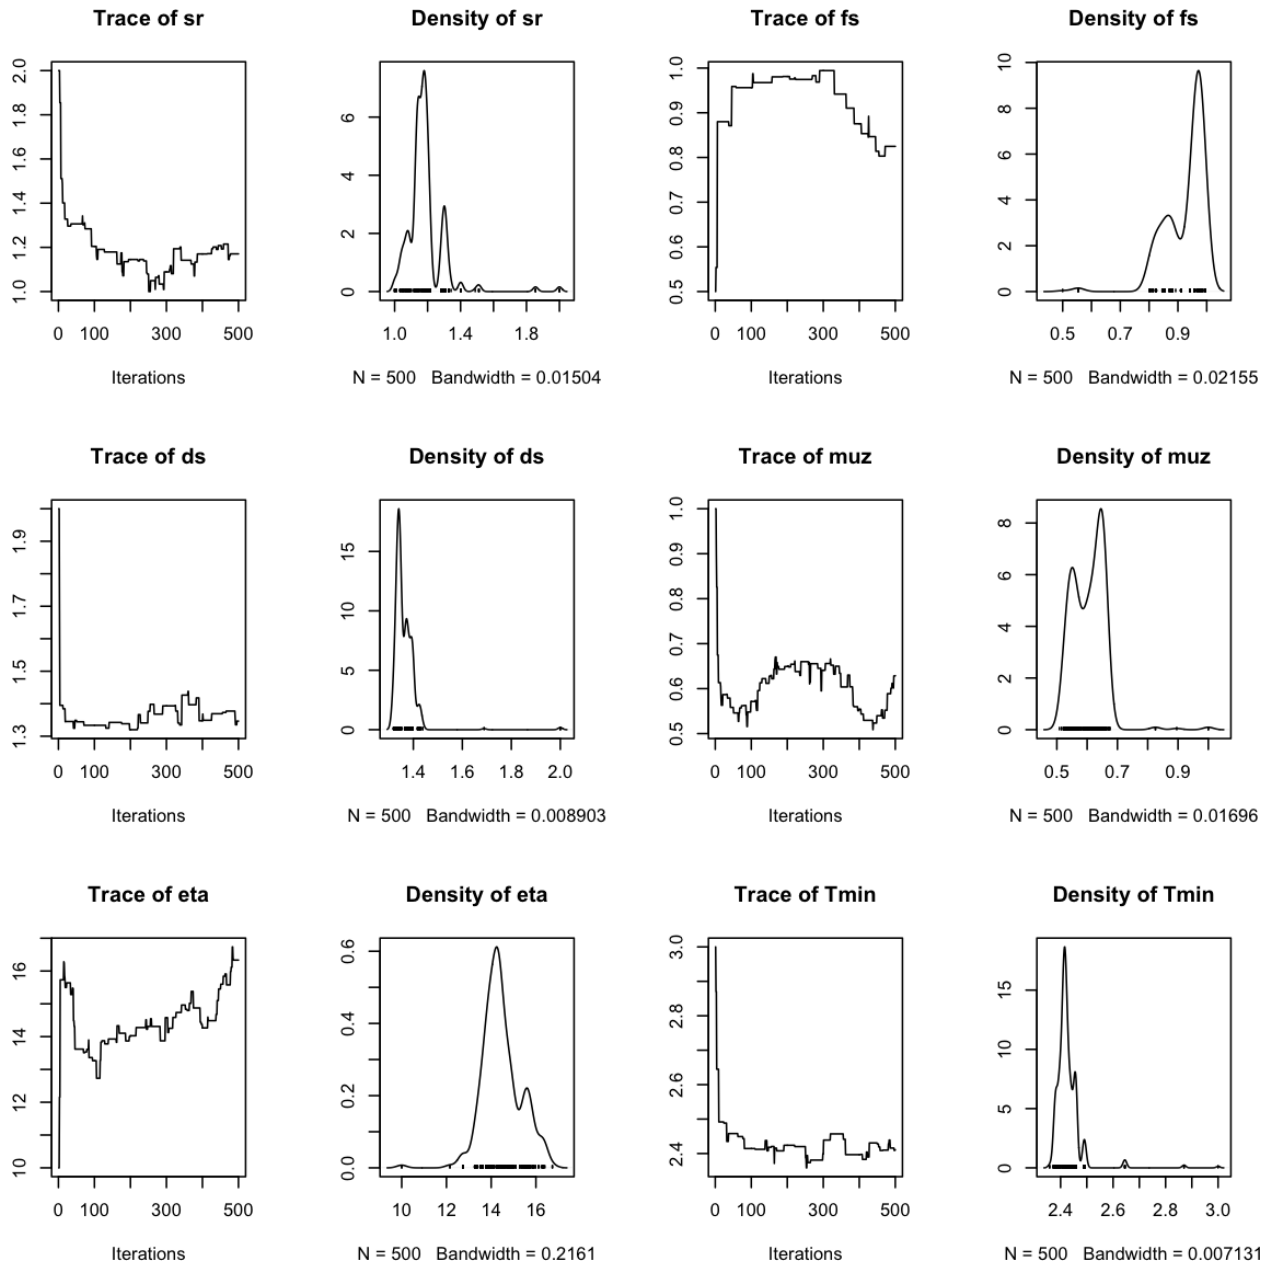 Trace of sr
2.0
1.8
1.6
1.4
1.2
1.0
0 100 300 500
Iterations
Density of sr
6
4
2
0
1.0 1.4 1.8
N = 500 Bandwidth = 0.01504
Trace of fs
1.0
0.9
0.8
0.7
0.6
0.5
0 100 300 500
Iterations
Density of fs
10
8
6
4
2
0
0.5 0.7 0.9
N = 500 Bandwidth = 0.02155
Trace of ds
1.9
1.7
1.5
1.3
0 100 300 500
Iterations
Density of ds
15
10
5
0
1.4 1.6 1.8 2.0
N = 500 Bandwidth = 0.008903
Trace of muz
1.0
0.9
0.8
0.7
0.6
0.5
0 100 300 500
Iterations
Density of muz
8
6
4
2
0
0.5 0.7 0.9
N = 500 Bandwidth = 0.01696
Trace of eta
16
14
12
10
0 100 300 500
Iterations
Density of eta
0.6
0.4
0.2
0.0
10 12 14 16
N = 500 Bandwidth = 0.2161
Trace of Tmin
3.0
2.8
2.6
2.4
0 100 300 500
Iterations
Density of Tmin
15
10
5
0
2.4 2.6 2.8 3.0
N = 500 Bandwidth = 0.007131